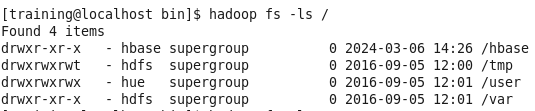 [training@localhost bin]$ hadoop fs -ls /
Found 4 items
drwxr-xr-x   - hbase supergroup          0 2024-03-06 14:26 /hbase
drwxrwxrwt   - hdfs  supergroup          0 2016-09-05 12:00 /tmp
drwxrwxrwx   - hue   supergroup          0 2016-09-05 12:01 /user
drwxr-xr-x   - hdfs  supergroup          0 2016-09-05 12:01 /var